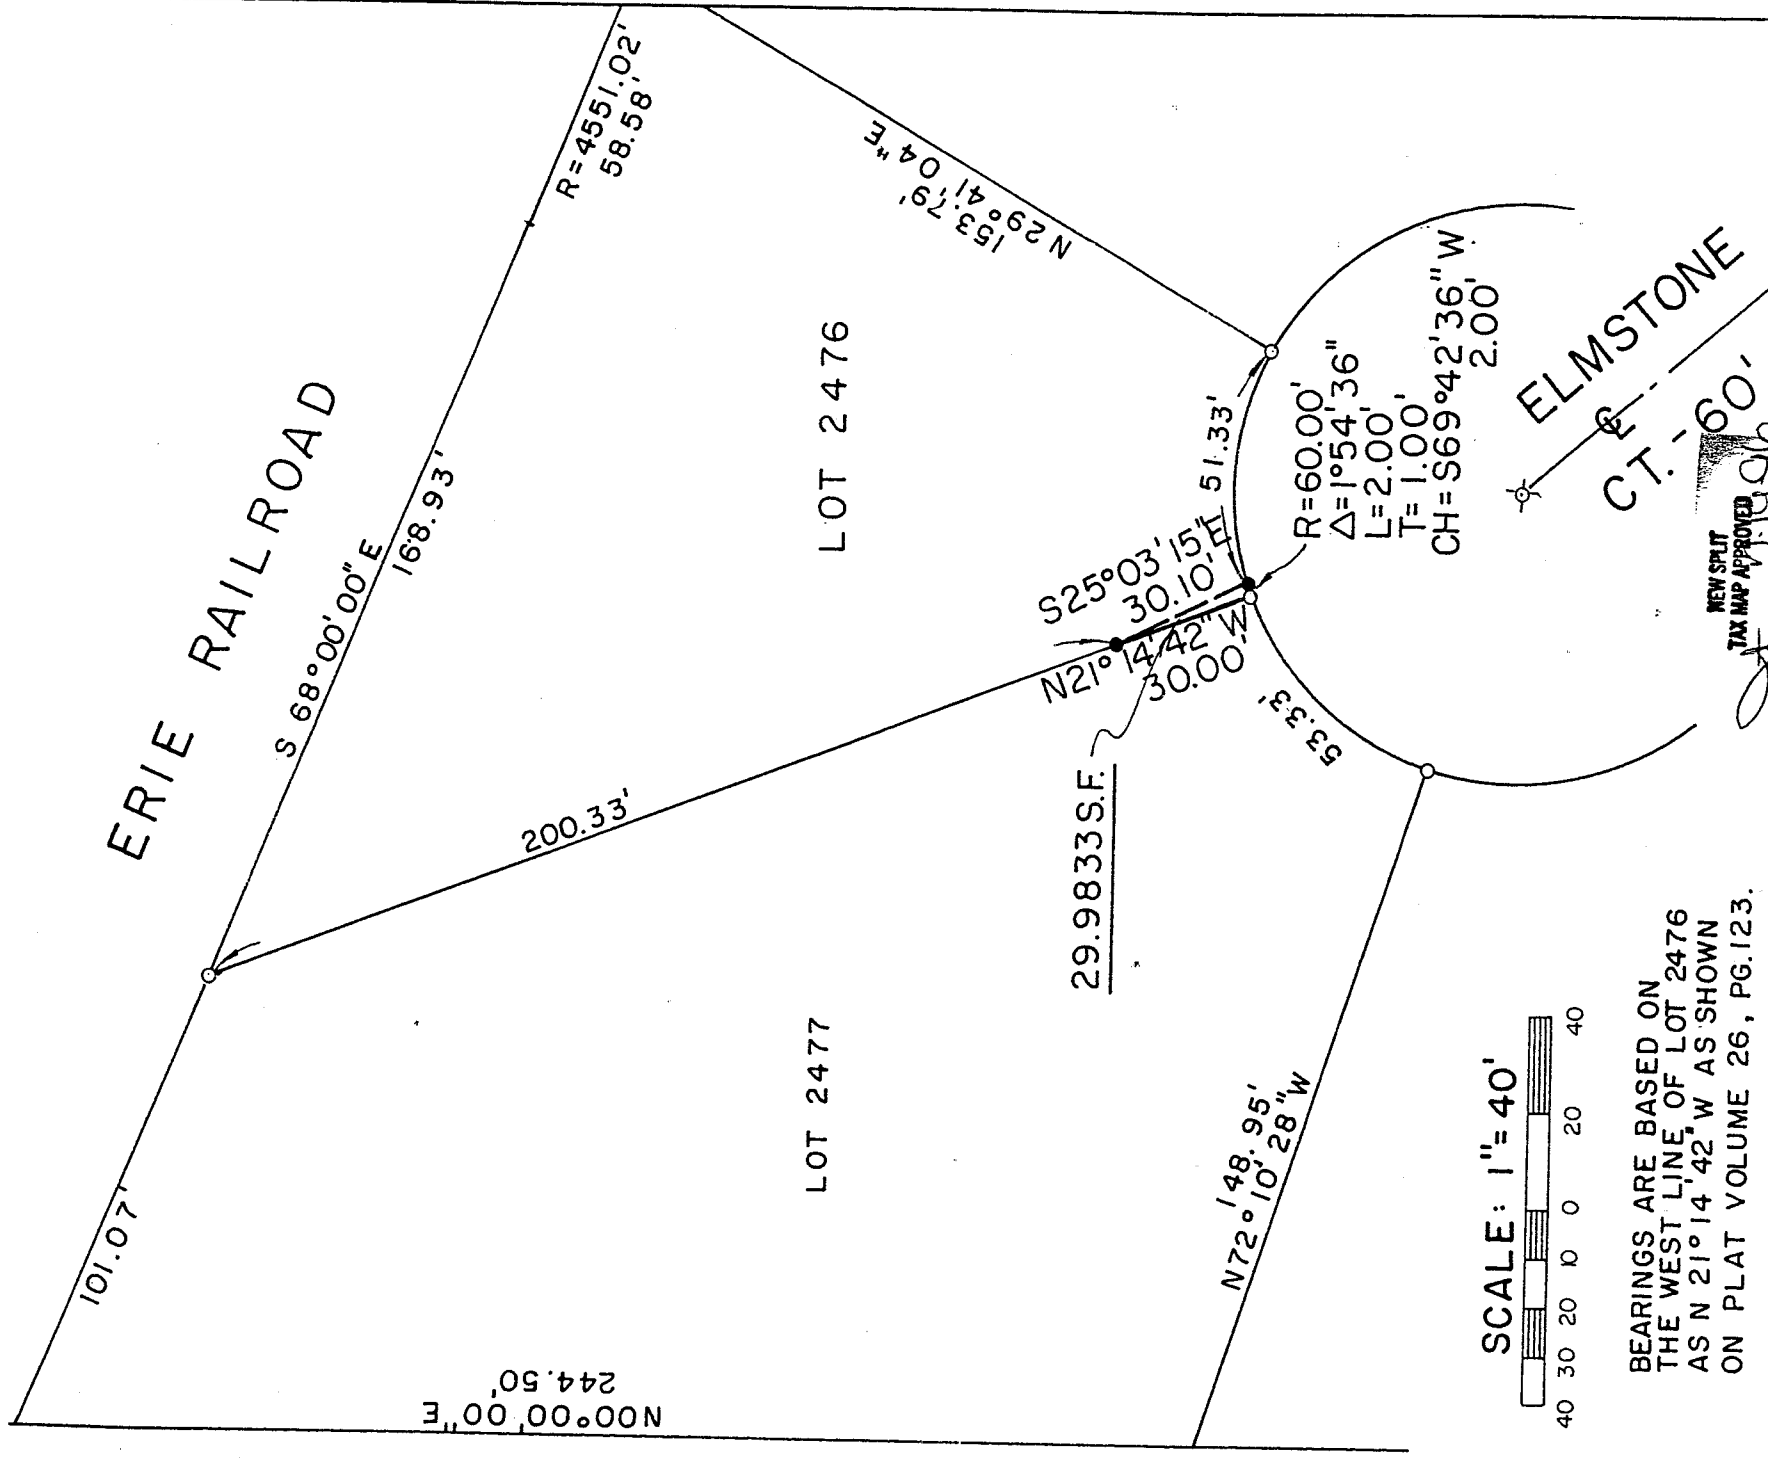 ERIE RAILROAD
R=4551.02'
58.58'
S 68°00'00" E
168.93'
153.79'
N29°41'04"E
LOT 2476
101.07'
200.33'
S25°03'15"E
30.10'
N21°14'42"W
30.00'
51.33'
R=60.00'
Δ=1°54'36"
L=2.00'
T=1.00'
CH=S69°42'36"W.
2.00'
53.33'
29.9833 S.F.
LOT 2477
N00°00'00"E
244.50'
148.95'
N72°10'28"W
ELMSTONE
℄
CT.-60'
NEW SPLIT
TAX MAP APPROVED
SCALE: 1"=40'
40 30 20 10 0 20 40
BEARINGS ARE BASED ON
THE WEST LINE OF LOT 2476
AS N 21°14'42" W AS SHOWN
ON PLAT VOLUME 26, PG.123.